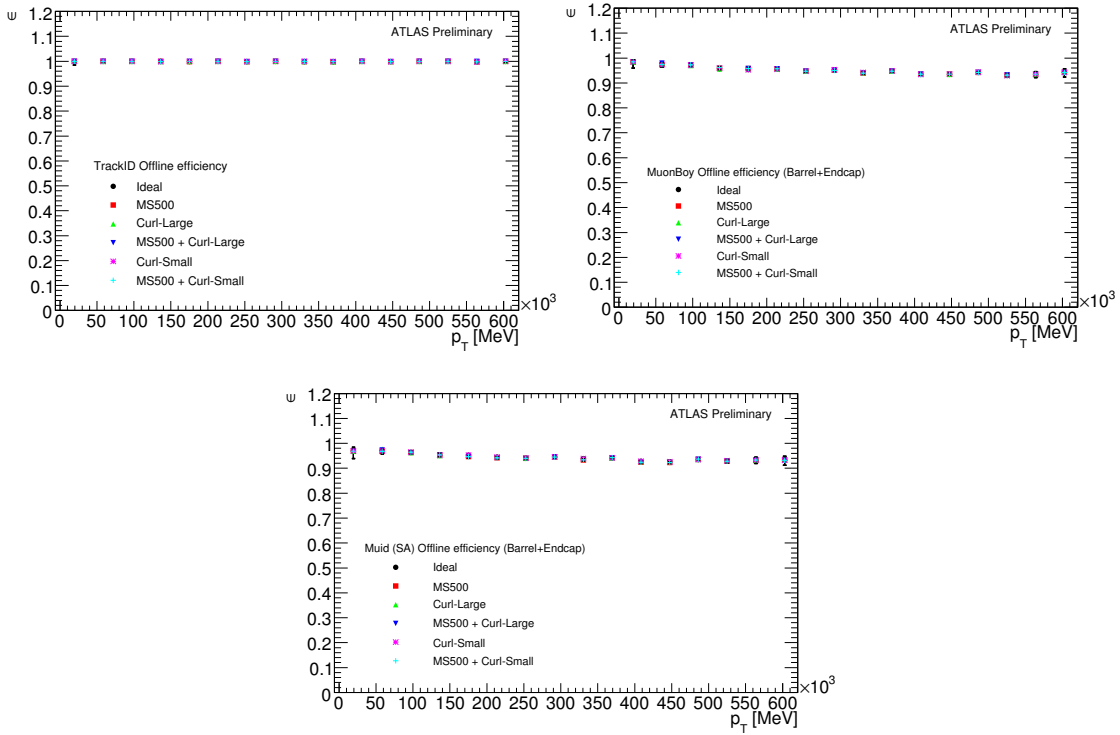 ∈ 1.2
ATLAS Preliminary
1.1
1
0.9
0.8
0.7
0.6
0.5
0.4
0.3
0.2
0.1
0
TrackID Offline efficiency
Ideal
MS500
Curl-Large
MS500 + Curl-Large
Curl-Small
MS500 + Curl-Small
×10³
0 50 100 150 200 250 300 350 400 450 500 550 600
p_T [MeV]
∈ 1.2
ATLAS Preliminary
1.1
1
0.9
0.8
0.7
0.6
0.5
0.4
0.3
0.2
0.1
0
MuonBoy Offline efficiency (Barrel+Endcap)
Ideal
MS500
Curl-Large
MS500 + Curl-Large
Curl-Small
MS500 + Curl-Small
×10³
0 50 100 150 200 250 300 350 400 450 500 550 600
p_T [MeV]
∈ 1.2
ATLAS Preliminary
1.1
1
0.9
0.8
0.7
0.6
0.5
0.4
0.3
0.2
0.1
0
Muid (SA) Offline efficiency (Barrel+Endcap)
Ideal
MS500
Curl-Large
MS500 + Curl-Large
Curl-Small
MS500 + Curl-Small
×10³
0 50 100 150 200 250 300 350 400 450 500 550 600
p_T [MeV]